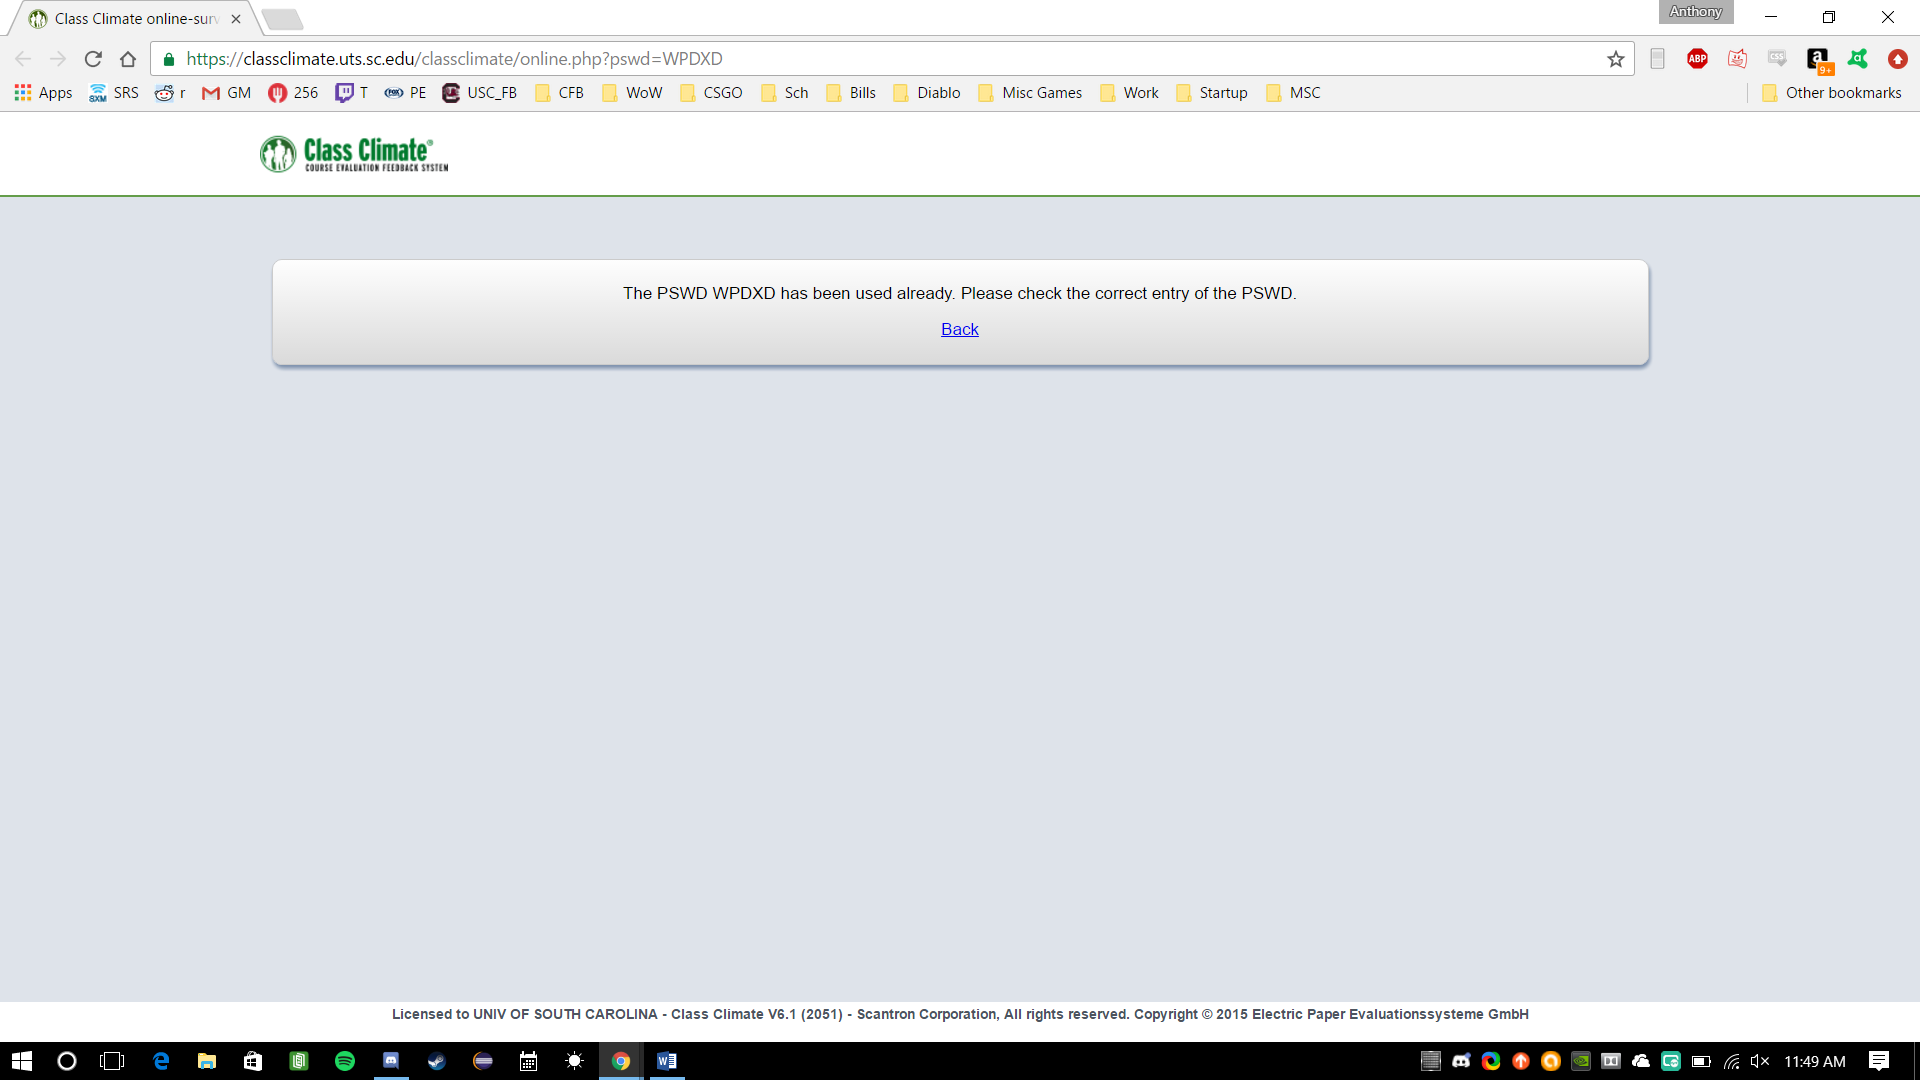 Class Climate online-surv
Anthony
https://classclimate.uts.sc.edu/classclimate/online.php?pswd=WPDXD
ABP
CSS
a
9+
a
Apps SXM SRS r GM 256 T FOX PE USC_FB CFB WoW CSGO Sch Bills Diablo Misc Games Work Startup MSC Other bookmarks
Class Climate®
COURSE EVALUATION FEEDBACK SYSTEM
The PSWD WPDXD has been used already. Please check the correct entry of the PSWD.
Back
Licensed to UNIV OF SOUTH CAROLINA - Class Climate V6.1 (2051) - Scantron Corporation, All rights reserved. Copyright © 2015 Electric Paper Evaluationssysteme GmbH
11:49 AM